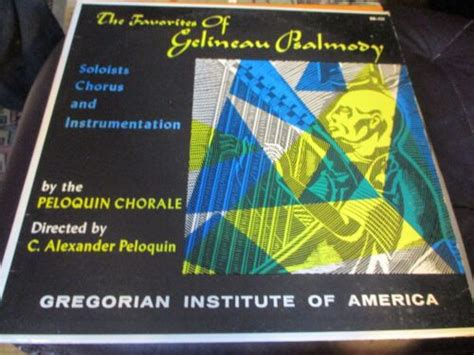 The Favorites Of
Gelineau Psalmody
Soloists
Chorus
and
Instrumentation
by the
PELOQUIN CHORALE
Directed by
C. Alexander Peloquin
GREGORIAN INSTITUTE OF AMERICA